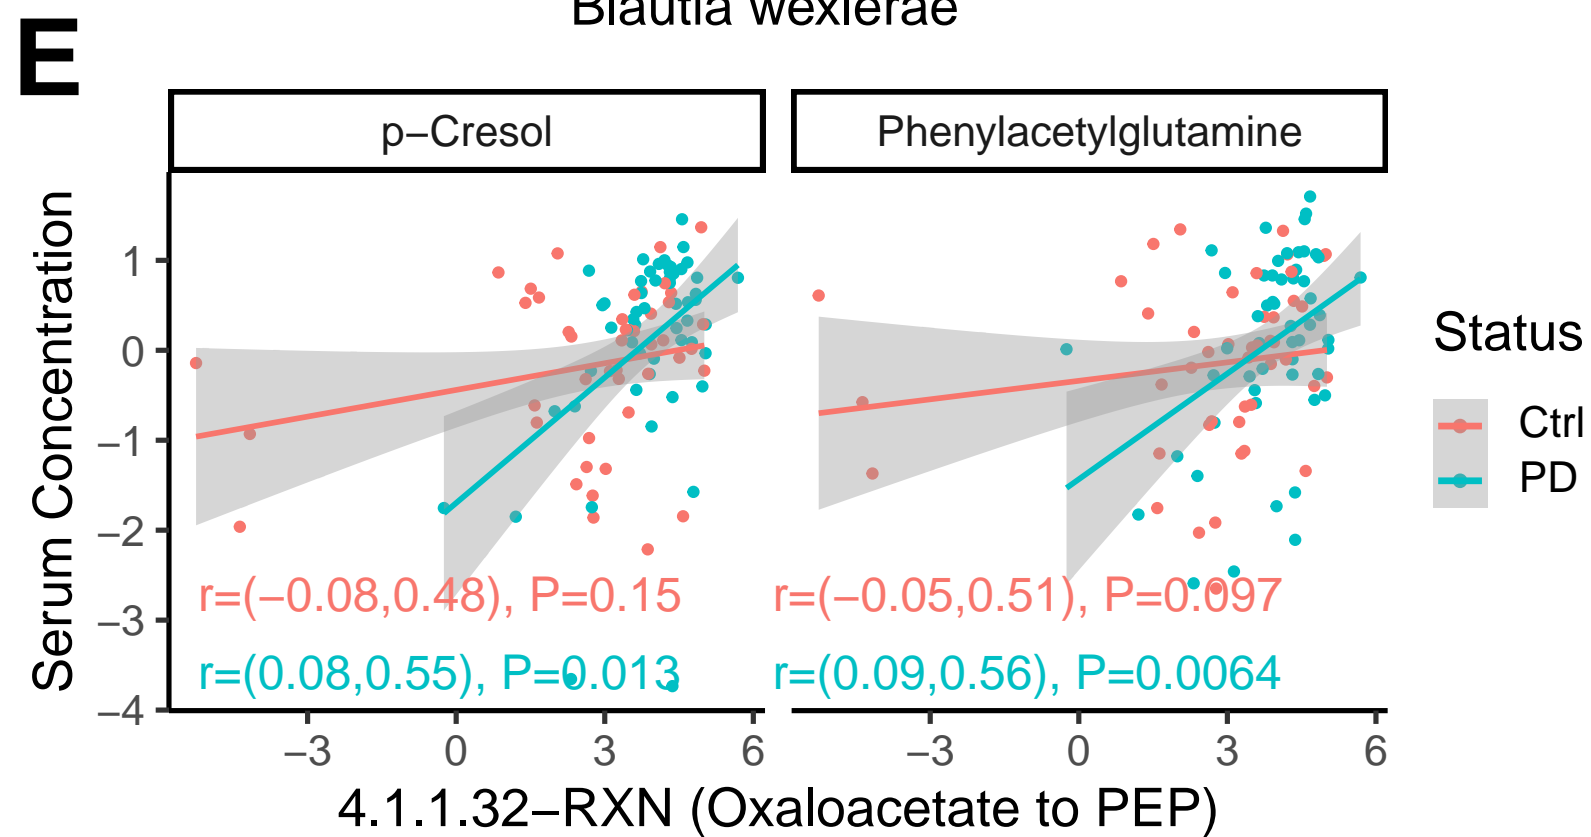 Blautia wexlerae
E
p−Cresol
Phenylacetylglutamine
Serum Concentration
1
0
−1
−2
−3
−4
r=(−0.08,0.48), P=0.15
r=(0.08,0.55), P=0.013
r=(−0.05,0.51), P=0.097
r=(0.09,0.56), P=0.0064
−3 0 3 6
−3 0 3 6
4.1.1.32−RXN (Oxaloacetate to PEP)
Status
Ctrl
PD